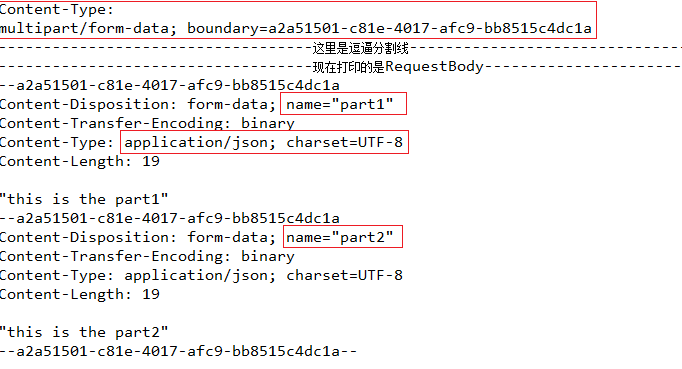 Content-Type:
multipart/form-data; boundary=a2a51501-c81e-4017-afc9-bb8515c4dc1a
-----------------------------------这里是逗逼分割线-------------------------------
-----------------------------------现在打印的是RequestBody-------------------------
--a2a51501-c81e-4017-afc9-bb8515c4dc1a
Content-Disposition: form-data; name="part1"
Content-Transfer-Encoding: binary
Content-Type: application/json; charset=UTF-8
Content-Length: 19

"this is the part1"
--a2a51501-c81e-4017-afc9-bb8515c4dc1a
Content-Disposition: form-data; name="part2"
Content-Transfer-Encoding: binary
Content-Type: application/json; charset=UTF-8
Content-Length: 19

"this is the part2"
--a2a51501-c81e-4017-afc9-bb8515c4dc1a--